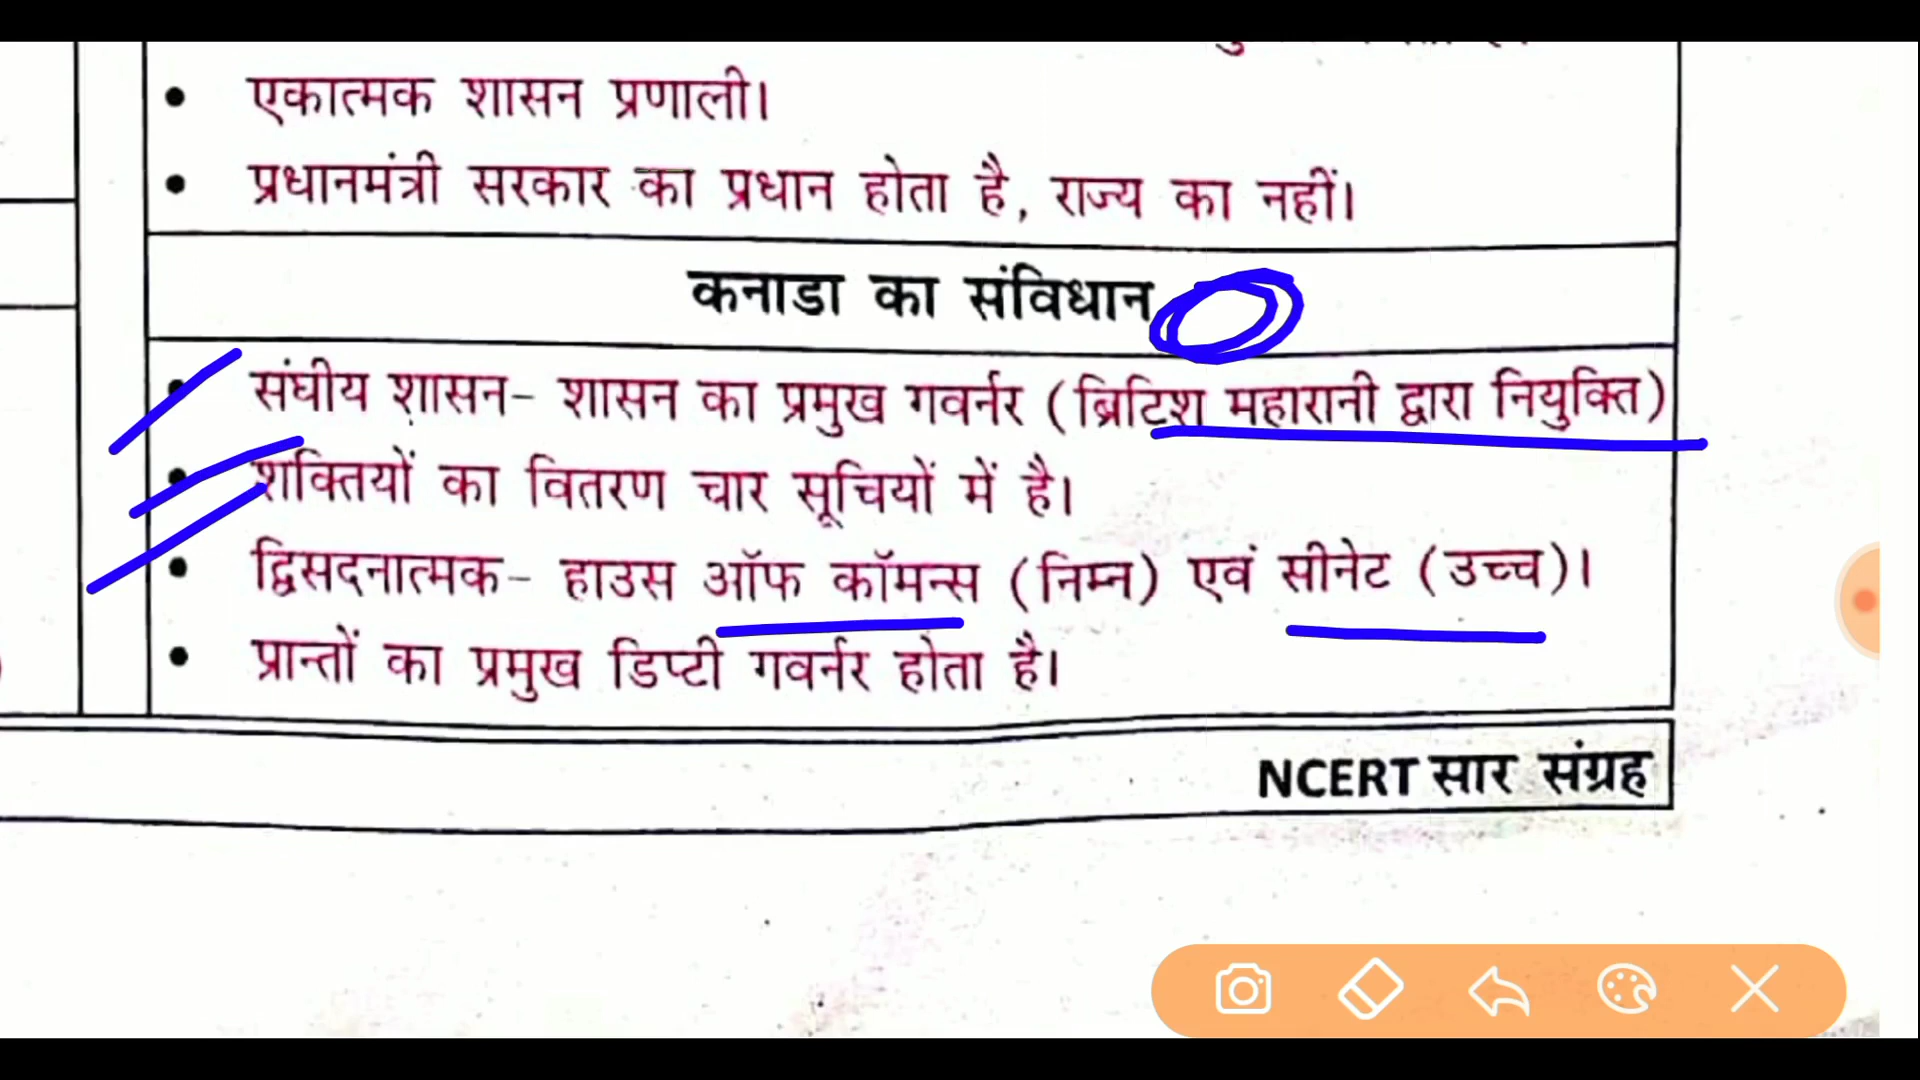 एकात्मक शासन प्रणाली।
प्रधानमंत्री सरकार का प्रधान होता है, राज्य का नहीं।
कनाडा का संविधान
संघीय शासन- शासन का प्रमुख गवर्नर (ब्रिटिश महारानी द्वारा नियुक्ति)
शक्तियों का वितरण चार सूचियों में है।
द्विसदनात्मक- हाउस ऑफ कॉमन्स (निम्न) एवं सीनेट (उच्च)।
प्रान्तों का प्रमुख डिप्टी गवर्नर होता है।
NCERT सार संग्रह